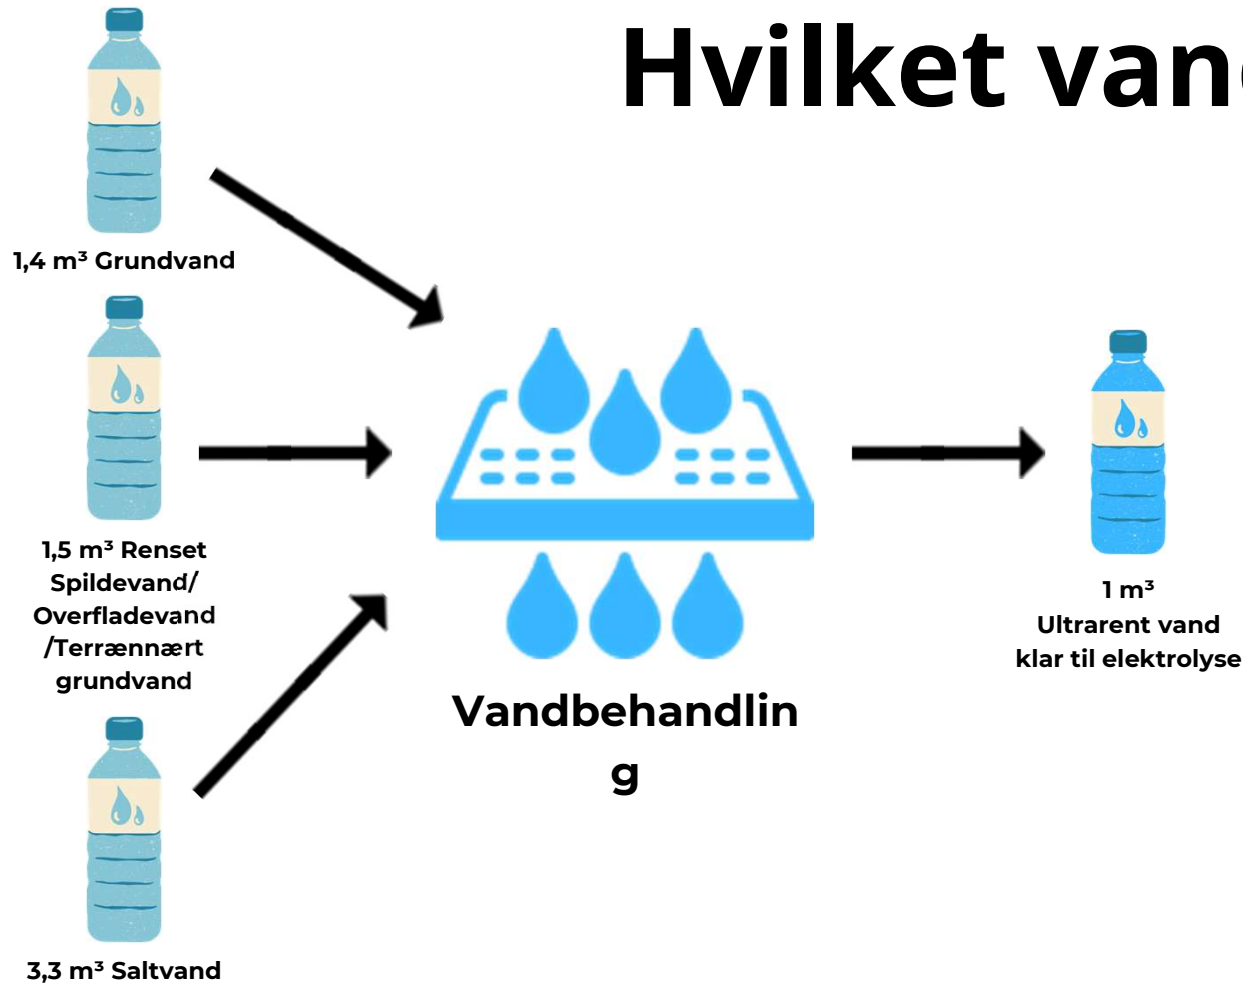 Hvilket van
1,4 m³ Grundvand
1,5 m³ Renset
Spildevand/
Overfladevand
/Terrænnært
grundvand
3,3 m³ Saltvand
Vandbehandlin
g
1 m³
Ultrarent vand
klar til elektrolyse